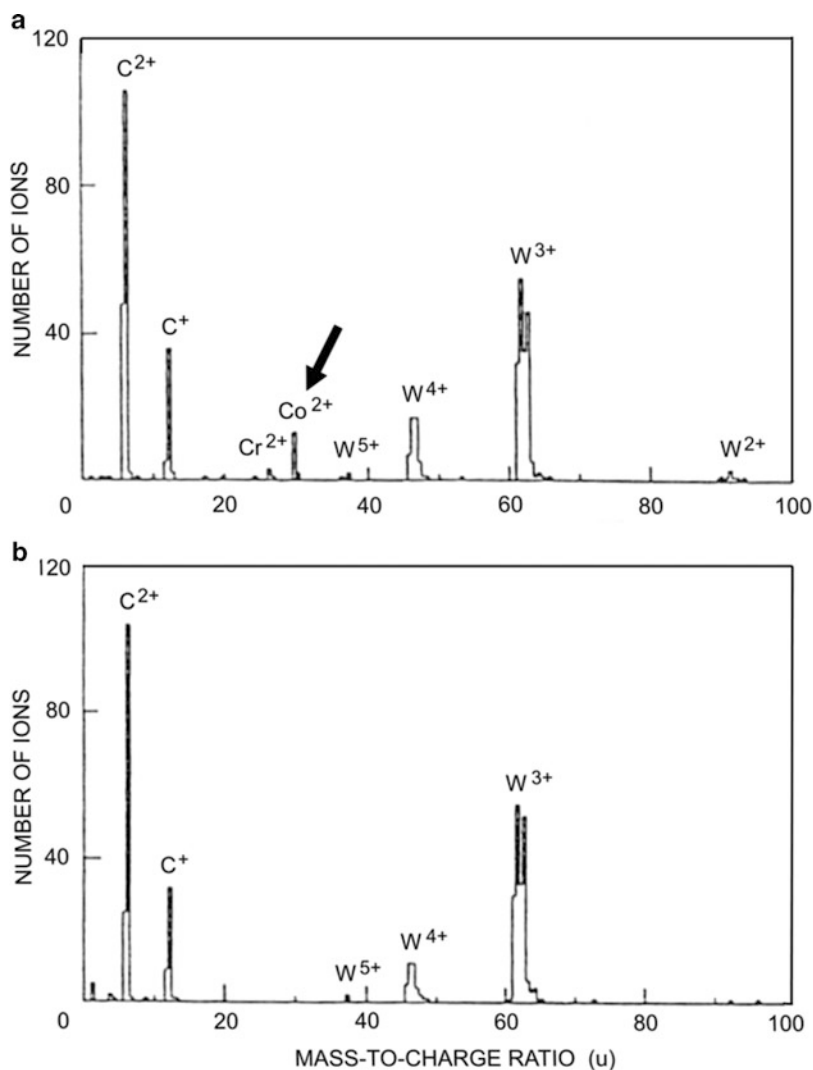 a
120
C2+
80
NUMBER OF IONS
W3+
40
C+
Co2+
W4+
Cr2+
W5+
W2+
0 20 40 60 80 100
b
120
C2+
80
NUMBER OF IONS
W3+
40
C+
W4+
W5+
0 20 40 60 80 100
MASS-TO-CHARGE RATIO (u)